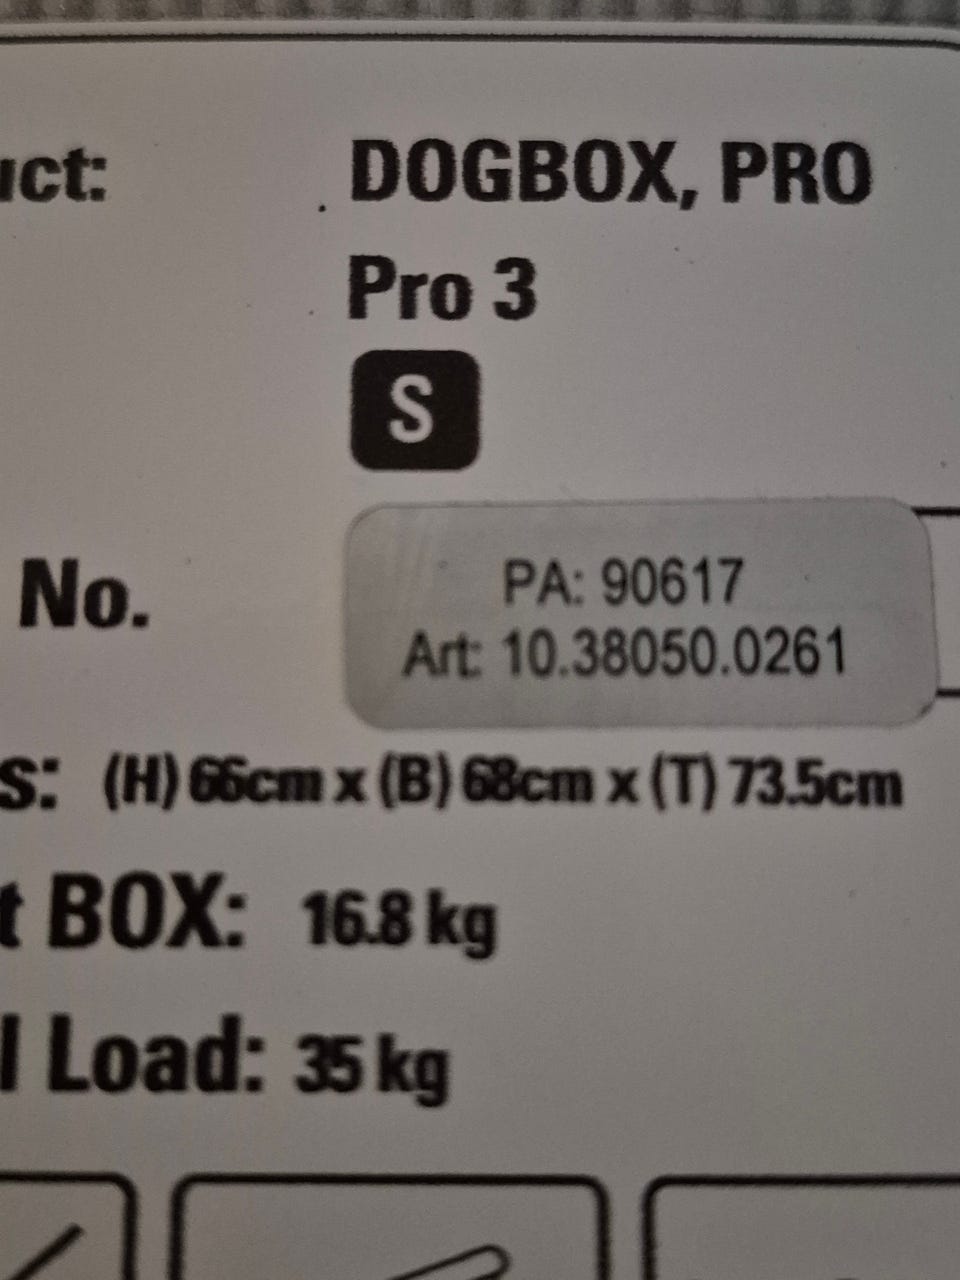 uct: DOGBOX, PRO
Pro 3
S
No.
PA: 90617
Art: 10.38050.0261
s: (H) 66cm x (B) 68cm x (T) 73.5cm
t BOX: 16.8 kg
l Load: 35 kg